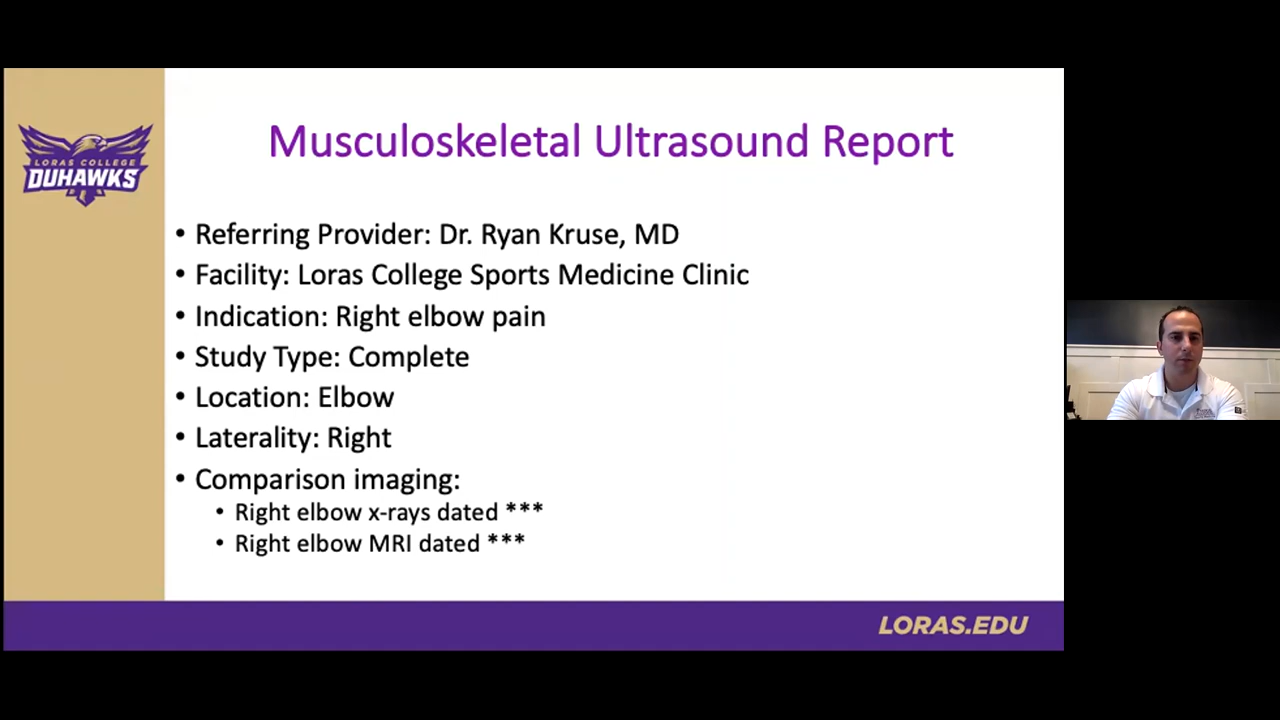 LORAS COLLEGE
DUHAWKS
Musculoskeletal Ultrasound Report
• Referring Provider: Dr. Ryan Kruse, MD
• Facility: Loras College Sports Medicine Clinic
• Indication: Right elbow pain
• Study Type: Complete
• Location: Elbow
• Laterality: Right
• Comparison imaging:
• Right elbow x-rays dated ***
• Right elbow MRI dated ***
LORAS.EDU